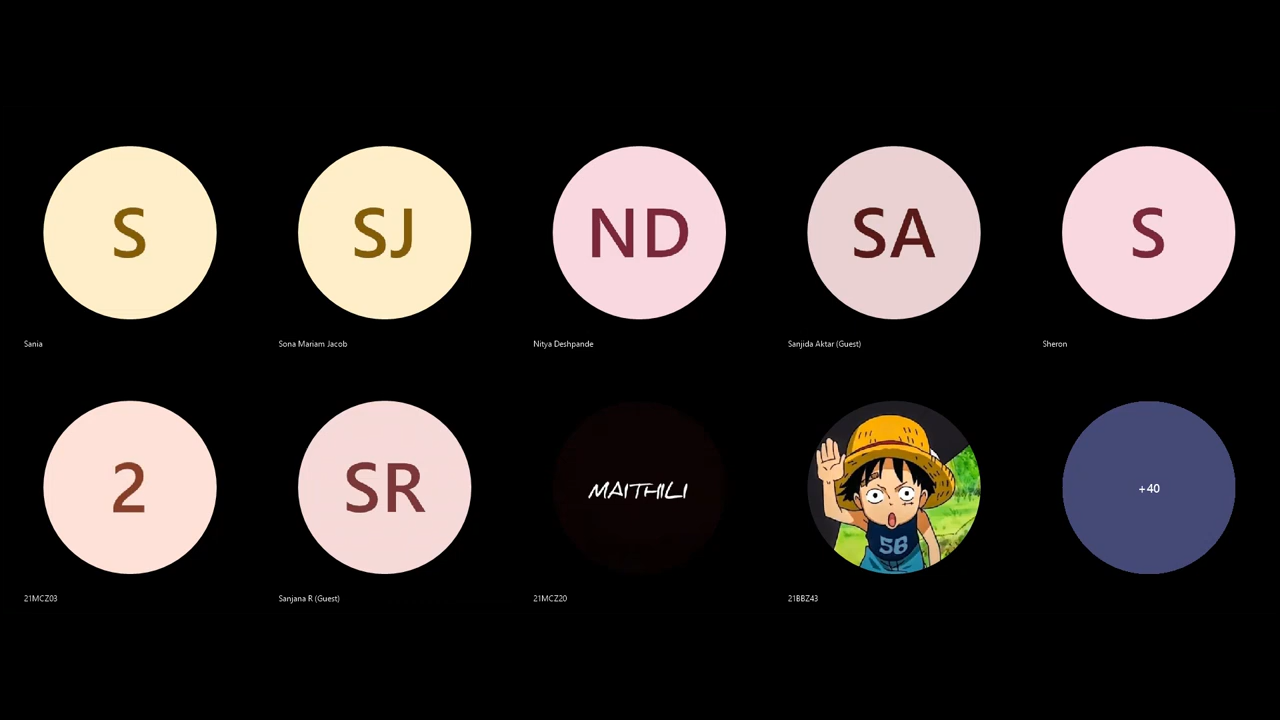 S
SJ
ND
SA
S
Sania
Sona Mariam Jacob
Nitya Deshpande
Sanjida Aktar (Guest)
Sheron
2
SR
MAITHILI
56
+40
21MCZ03
Sanjana R (Guest)
21MCZ20
21BBZ43